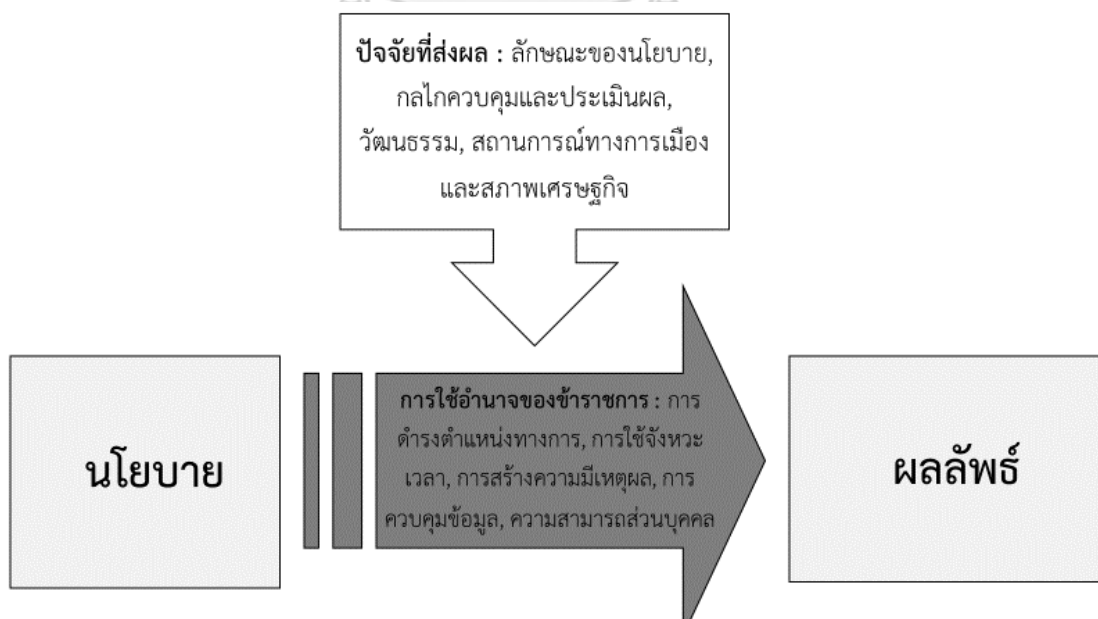 ปัจจัยที่ส่งผล : ลักษณะของนโยบาย,
กลไกควบคุมและประเมินผล,
วัฒนธรรม, สถานการณ์ทางการเมือง
และสภาพเศรษฐกิจ
นโยบาย
การใช้อำนาจของข้าราชการ : การ
ดำรงตำแหน่งทางการ, การใช้จังหวะ
เวลา, การสร้างความมีเหตุผล, การ
ควบคุมข้อมูล, ความสามารถส่วนบุคคล
ผลลัพธ์